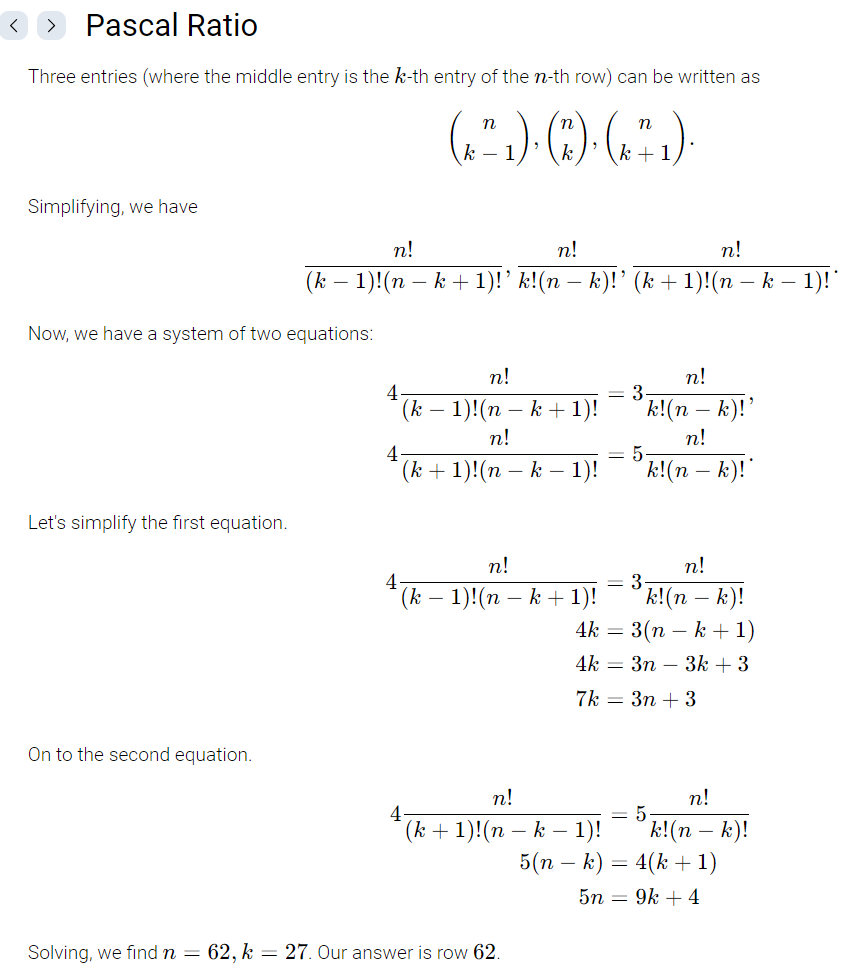 Pascal Ratio
Three entries (where the middle entry is the k-th entry of the n-th row) can be written as
\binom{n}{k-1}, \binom{n}{k}, \binom{n}{k+1}.
Simplifying, we have
\frac{n!}{(k-1)!(n-k+1)!}, \frac{n!}{k!(n-k)!}, \frac{n!}{(k+1)!(n-k-1)!}.
Now, we have a system of two equations:
4\frac{n!}{(k-1)!(n-k+1)!} = 3\frac{n!}{k!(n-k)!},
4\frac{n!}{(k+1)!(n-k-1)!} = 5\frac{n!}{k!(n-k)!}.
Let's simplify the first equation.
4\frac{n!}{(k-1)!(n-k+1)!} = 3\frac{n!}{k!(n-k)!}
4k = 3(n - k + 1)
4k = 3n - 3k + 3
7k = 3n + 3
On to the second equation.
4\frac{n!}{(k+1)!(n-k-1)!} = 5\frac{n!}{k!(n-k)!}
5(n - k) = 4(k + 1)
5n = 9k + 4
Solving, we find n = 62, k = 27. Our answer is row 62.